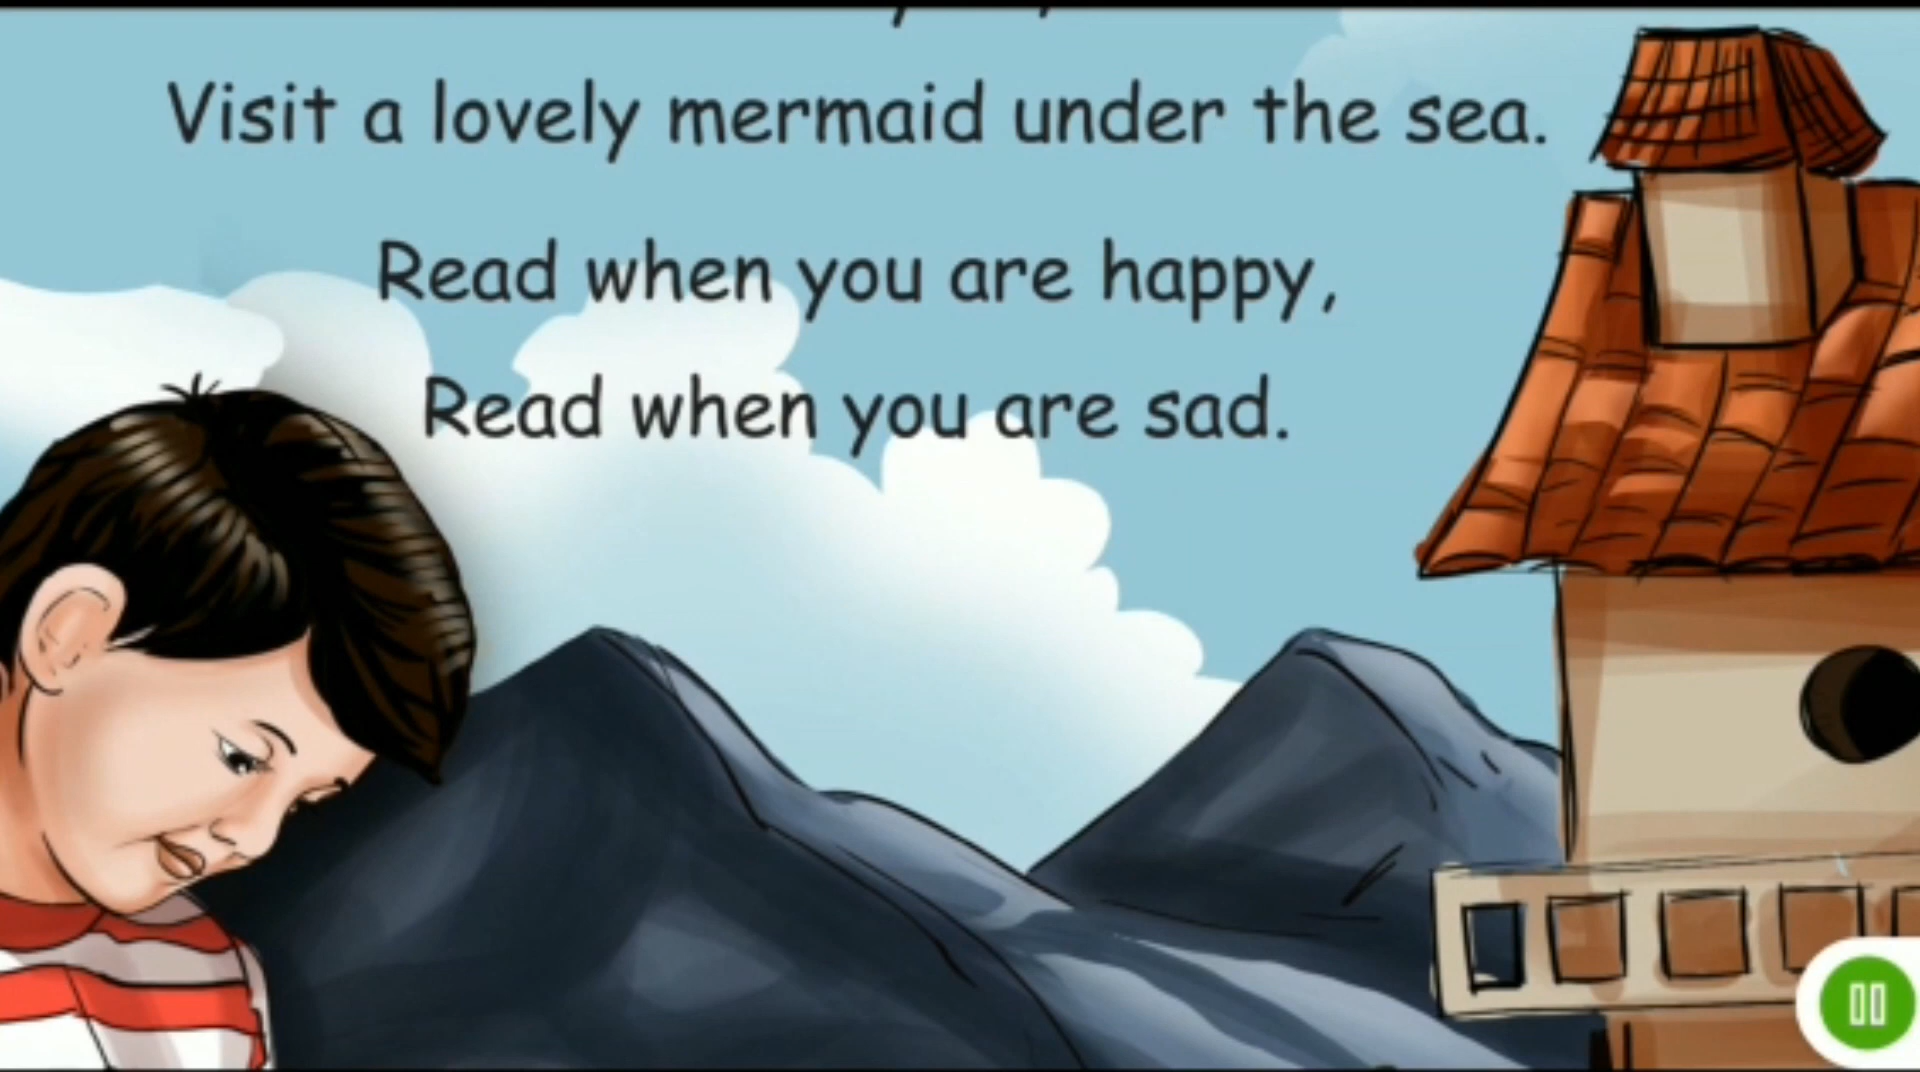 Visit a lovely mermaid under the sea.
Read when you are happy,
Read when you are sad.